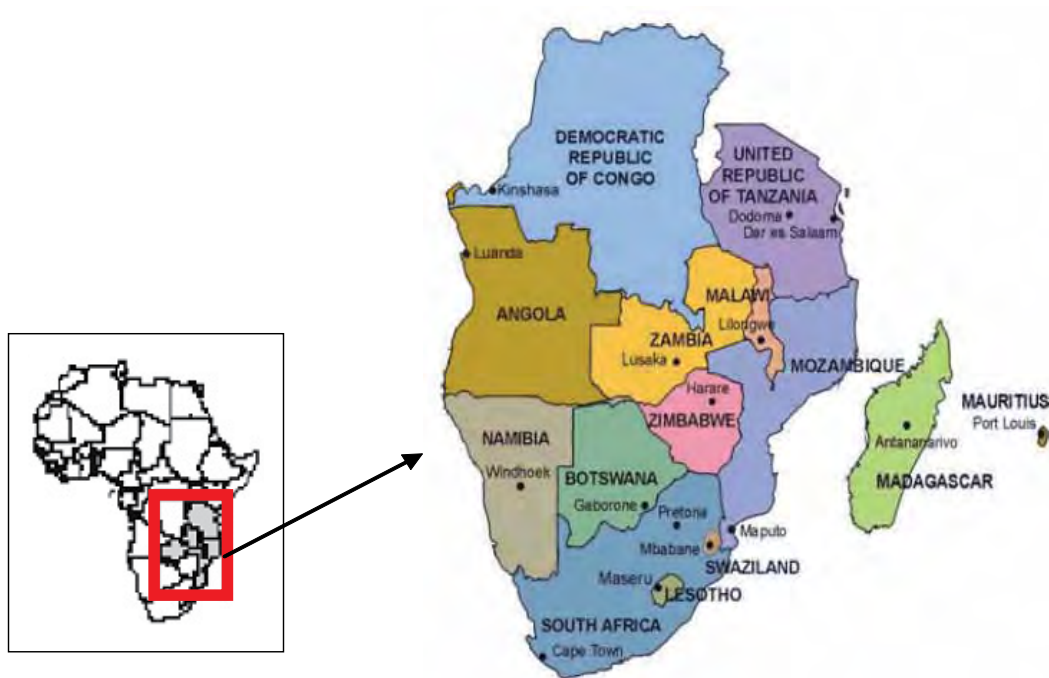 DEMOCRATIC
REPUBLIC
OF CONGO
Kinshasa
UNITED
REPUBLIC
OF TANZANIA
Dodoma
Dar es Salaam
Luanda
ANGOLA
MALAWI
Lilongwe
ZAMBIA
Lusaka
MOZAMBIQUE
Harare
ZIMBABWE
MAURITIUS
Port Louis
Antananarivo
MADAGASCAR
NAMIBIA
Windhoek
BOTSWANA
Gaborone
Pretoria
Maputo
Mbabane
SWAZILAND
Maseru
LESOTHO
SOUTH AFRICA
Cape Town